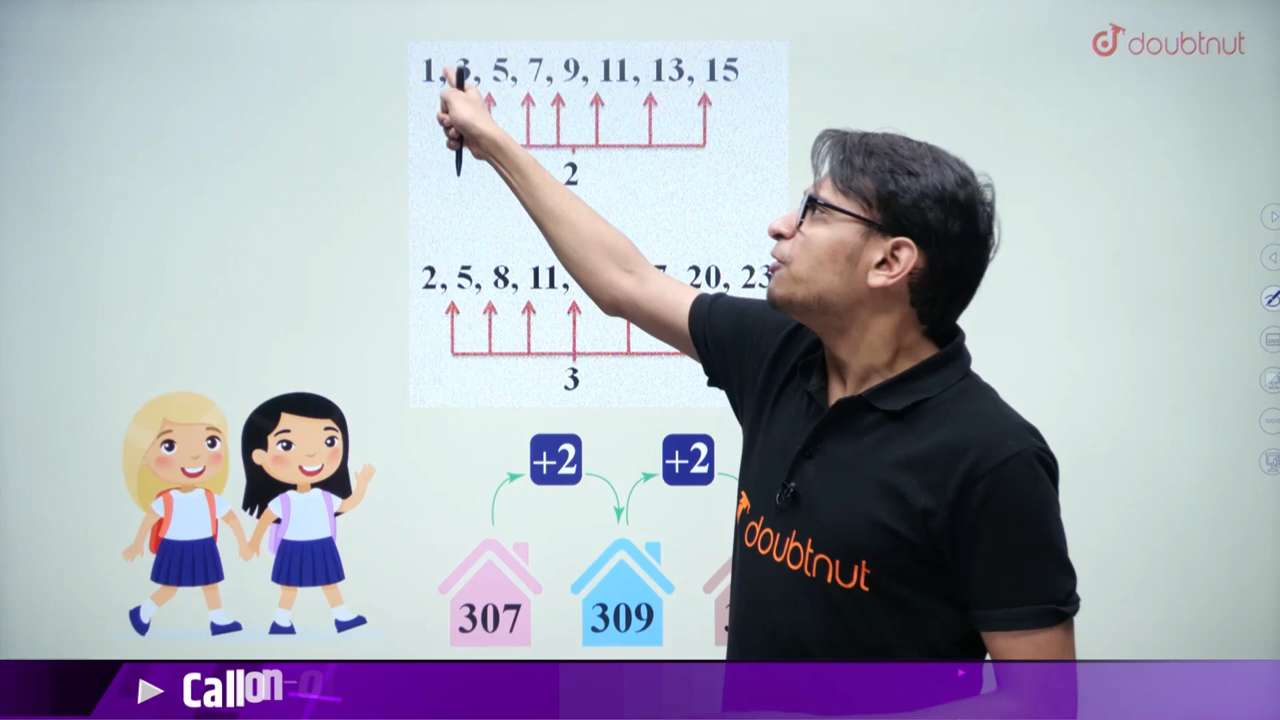 doubtnut
1, 3, 5, 7, 9, 11, 13, 15
2
2, 5, 8, 11, 20, 23
3
+2 +2
307 309
doubtnut
Callon-